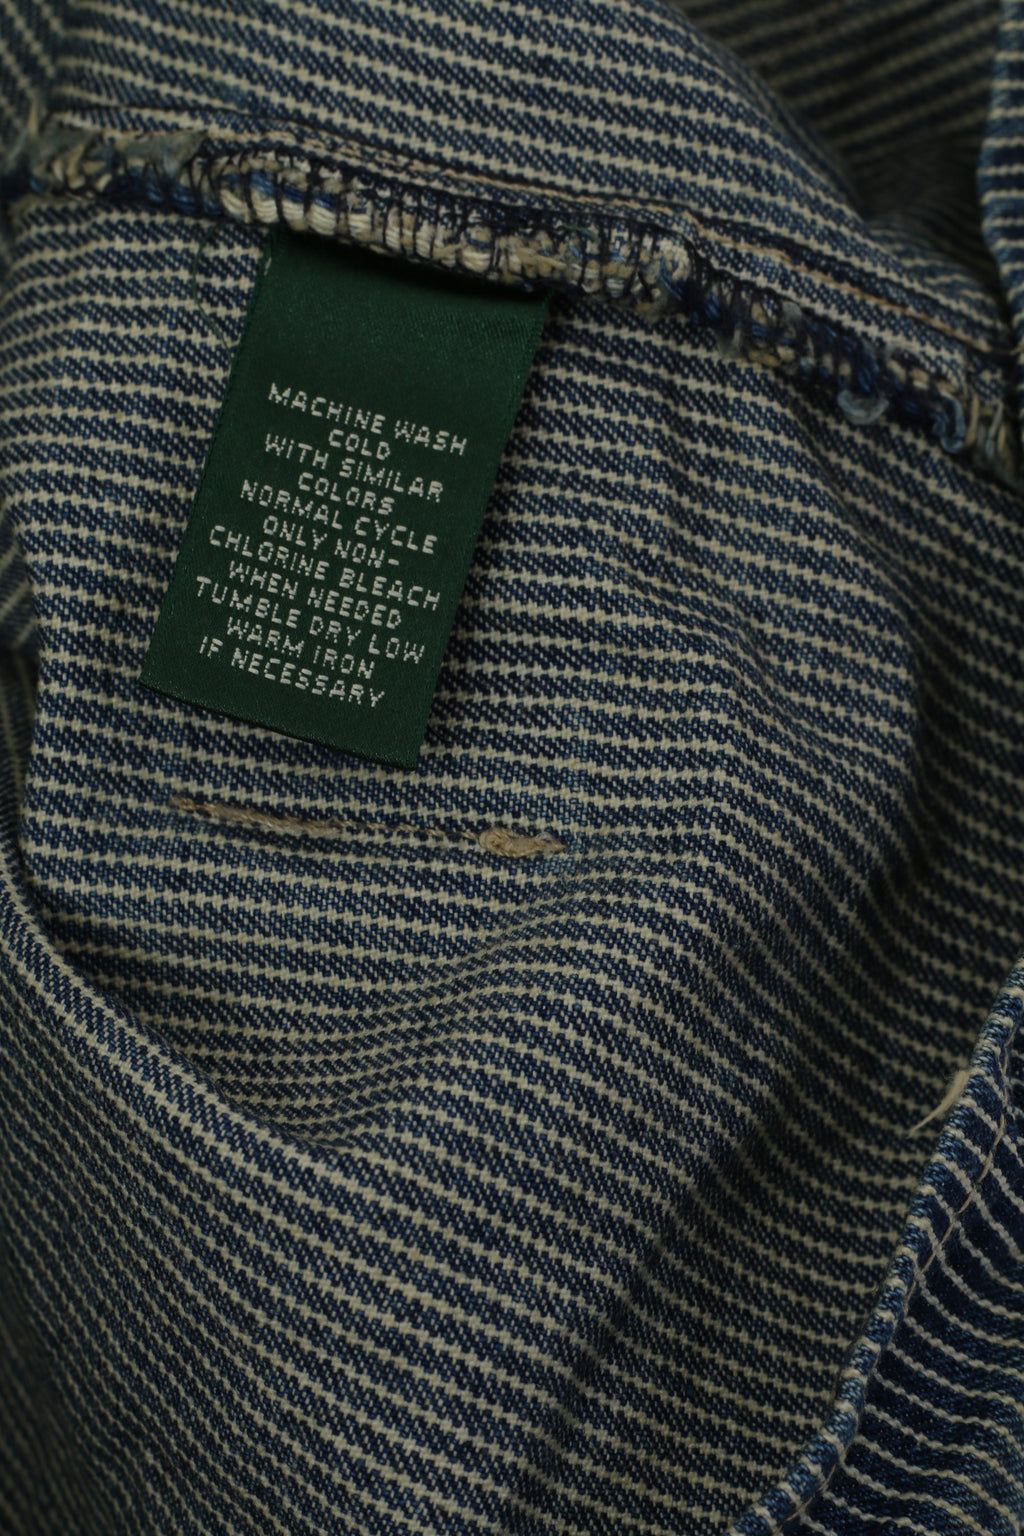 MACHINE WASH
COLD
WITH SIMILAR
COLORS
NORMAL CYCLE
ONLY NON-
CHLORINE BLEACH
WHEN NEEDED
TUMBLE DRY LOW
WARM IRON
IF NECESSARY